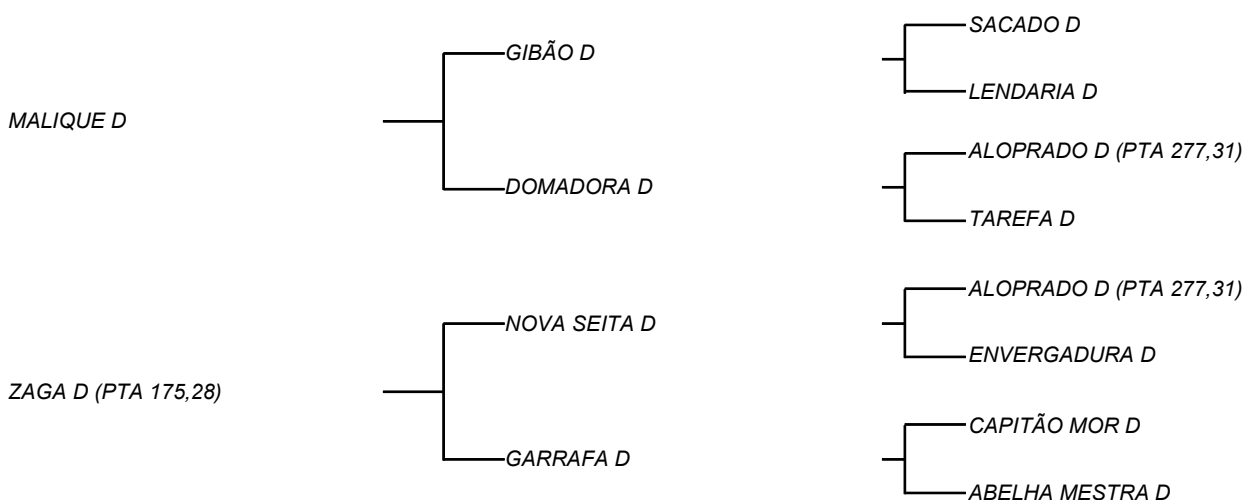 SACADO D
GIBÃO D
LENDARIA D
MALIQUE D
ALOPRADO D (PTA 277,31)
DOMADORA D
TAREFA D
ALOPRADO D (PTA 277,31)
NOVA SEITA D
ENVERGADURA D
ZAGA D (PTA 175,28)
CAPITÃO MOR D
GARRAFA D
ABELHA MESTRA D